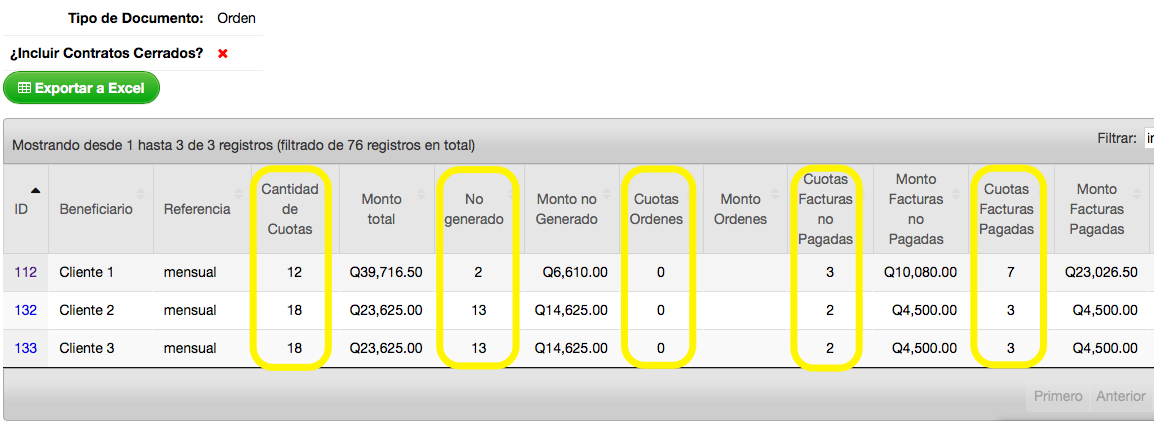 Tipo de Documento: Orden
¿Incluir Contratos Cerrados?
Exportar a Excel
Mostrando desde 1 hasta 3 de 3 registros (filtrado de 76 registros en total)
Filtrar:
ID Beneficiario Referencia Cantidad de Cuotas Monto total No generado Monto no Generado Cuotas Ordenes Monto Ordenes Cuotas Facturas no Pagadas Monto Facturas no Pagadas Cuotas Facturas Pagadas Monto Facturas Pagadas
112 Cliente 1 mensual 12 Q39,716.50 2 Q6,610.00 0 3 Q10,080.00 7 Q23,026.50
132 Cliente 2 mensual 18 Q23,625.00 13 Q14,625.00 0 2 Q4,500.00 3 Q4,500.00
133 Cliente 3 mensual 18 Q23,625.00 13 Q14,625.00 0 2 Q4,500.00 3 Q4,500.00
Primero Anterior